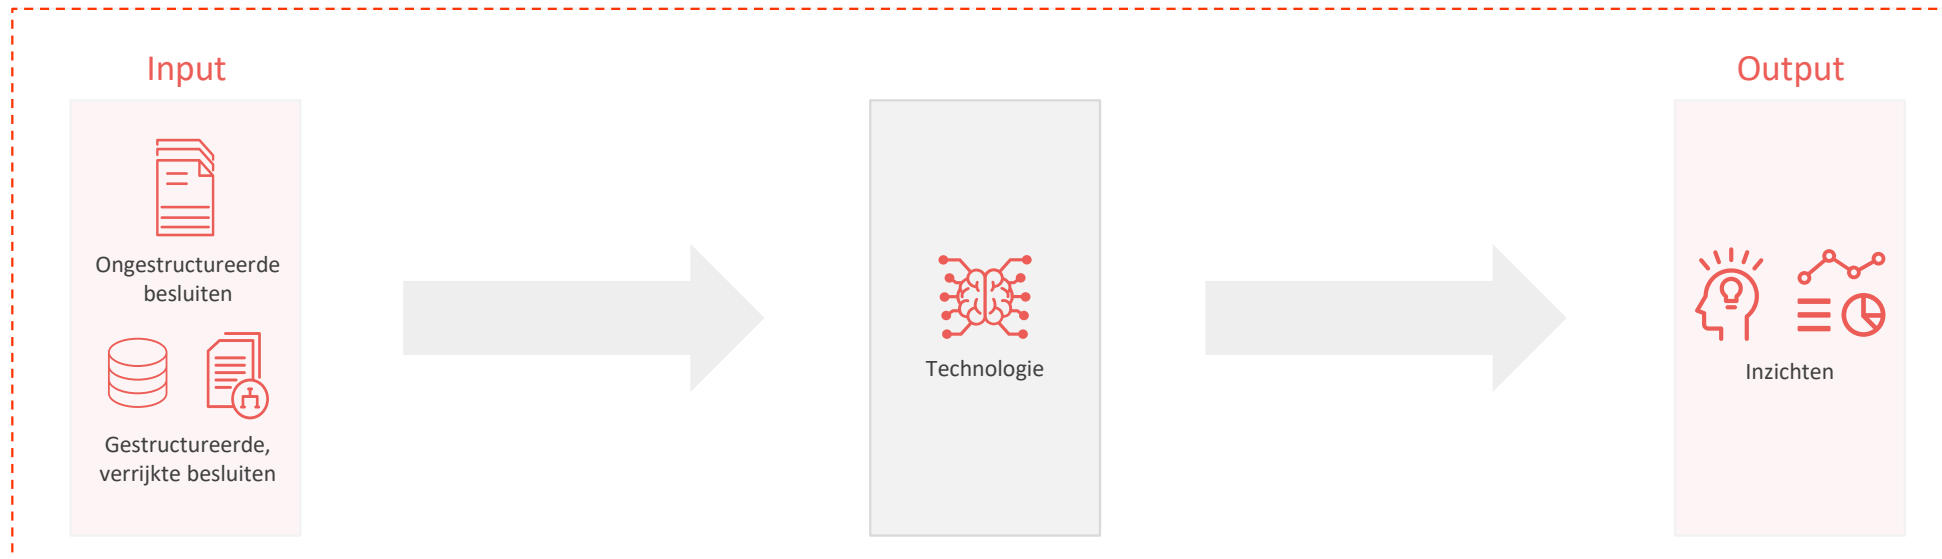 Input
Ongestructureerde
besluiten
Gestructureerde,
verrijkte besluiten
Technologie
Output
Inzichten